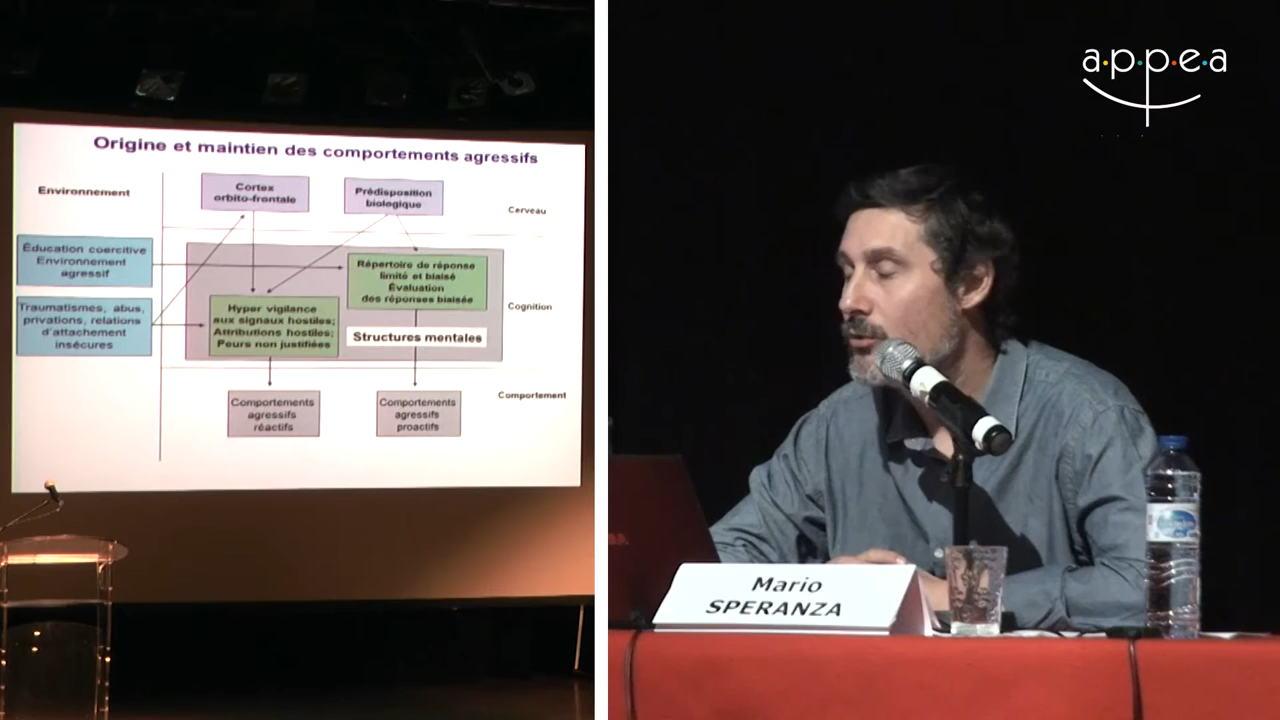 Origine et maintien des comportements agressifs
Environnement
Cortex
orbito-frontale
Prédisposition
biologique
Cerveau
Éducation coercitive
Environnement
agressif
Répertoire de réponse
limité et biaisé
Évaluation
des réponses biaisée
Traumatismes, abus,
privations, relations
d'attachement
insécures
Hyper vigilance
aux signaux hostiles;
Attributions hostiles;
Peurs non justifiées
Structures mentales
Cognition
Comportements
agressifs
réactifs
Comportements
agressifs
proactifs
Comportement
a·p·p·e·a
Mario
SPERANZA